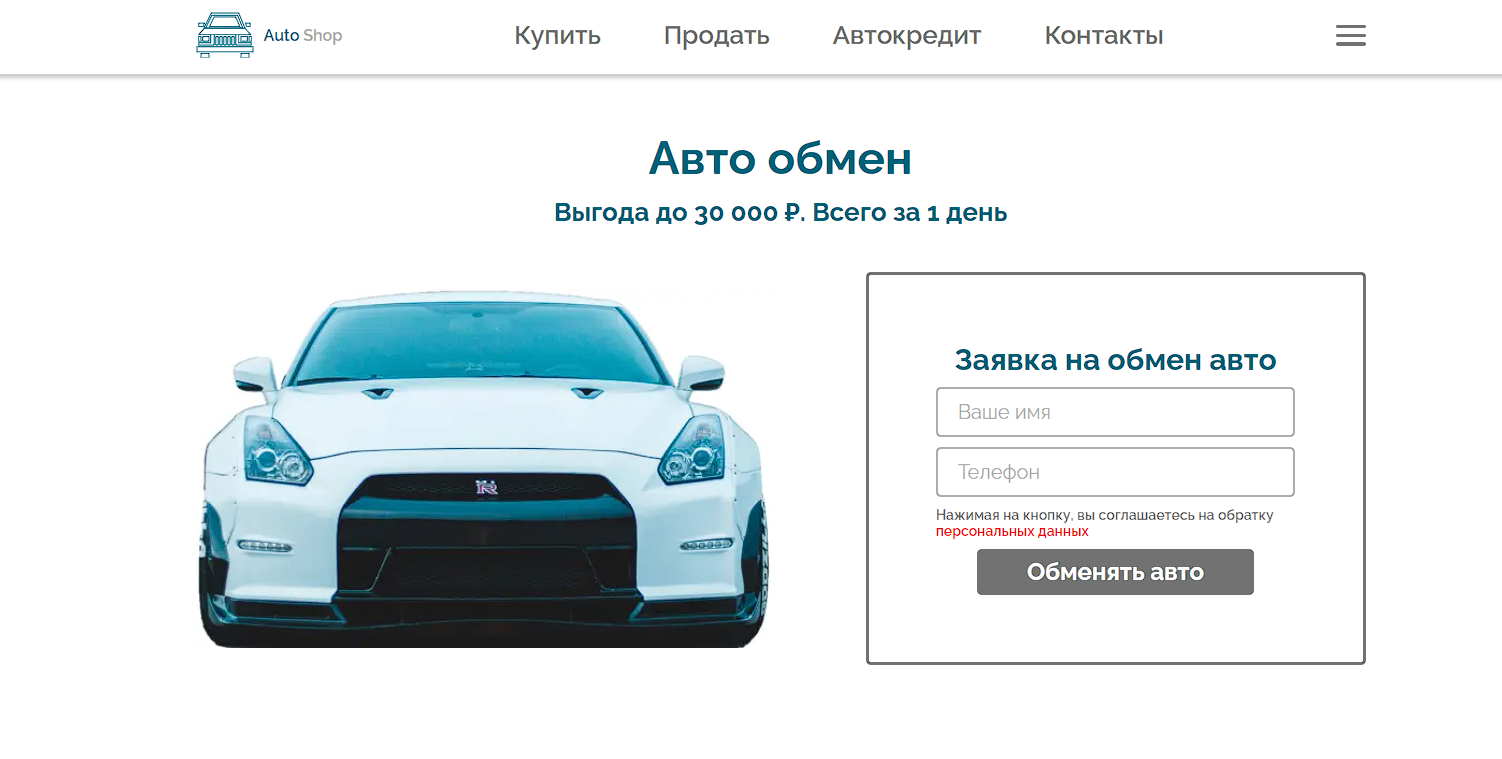 Auto Shop
Купить
Продать
Автокредит
Контакты
Авто обмен
Выгода до 30 000 ₽. Всего за 1 день
Заявка на обмен авто
Ваше имя
Телефон
Нажимая на кнопку, вы соглашаетесь на обратку
персональных данных
Обменять авто
R